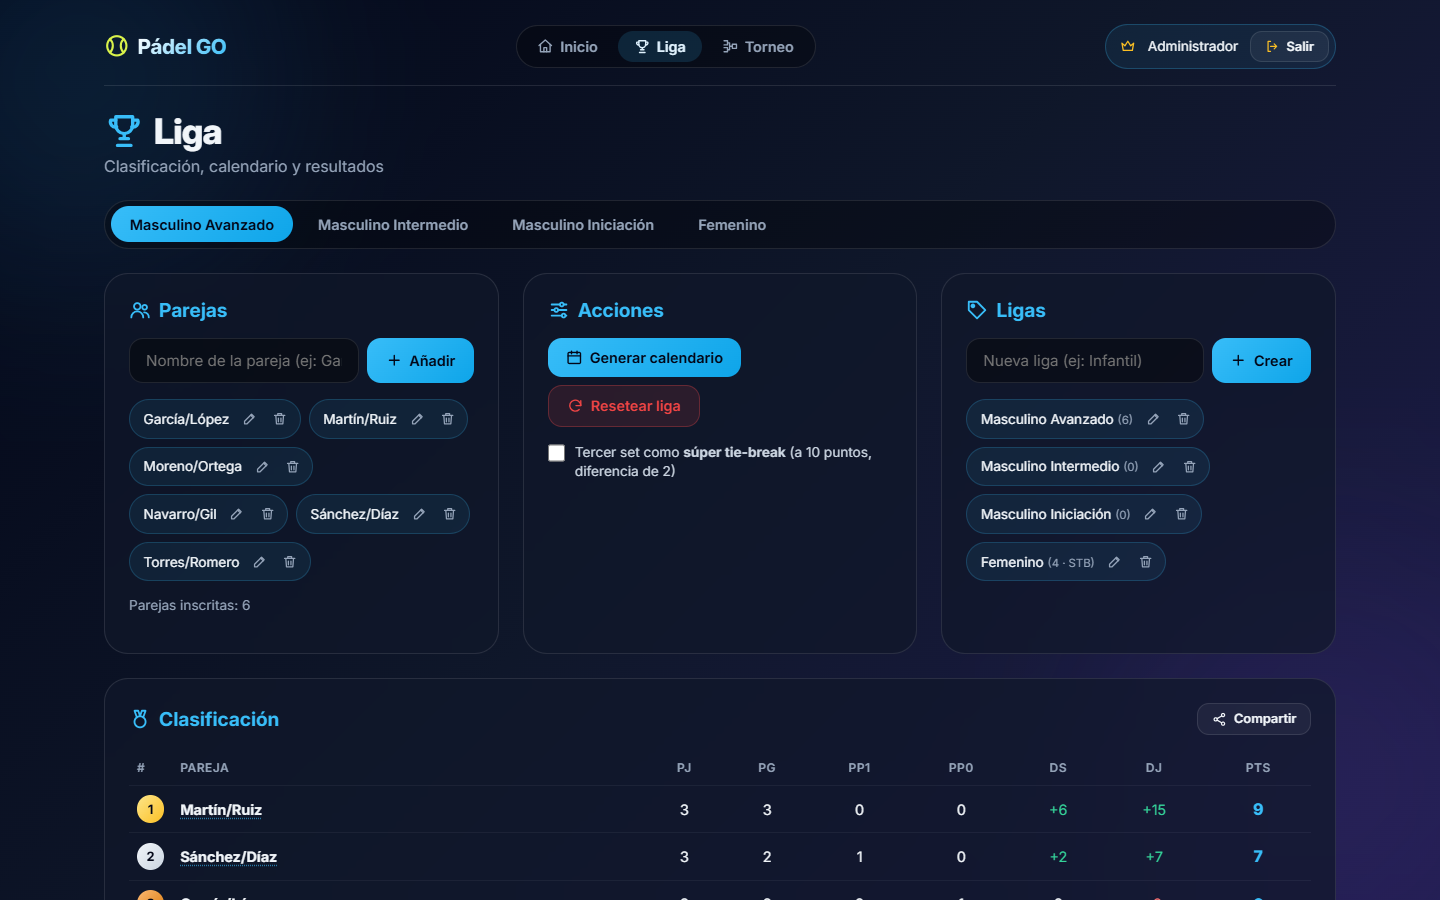 Pádel GO
Inicio
Liga
Torneo
Administrador
Salir
Liga
Clasificación, calendario y resultados
Masculino Avanzado
Masculino Intermedio
Masculino Iniciación
Femenino
Parejas
Nombre de la pareja (ej: Ga
Añadir
García/López
Martín/Ruiz
Moreno/Ortega
Navarro/Gil
Sánchez/Díaz
Torres/Romero
Parejas inscritas: 6
Acciones
Generar calendario
Resetear liga
Tercer set como súper tie-break (a 10 puntos,
diferencia de 2)
Ligas
Nueva liga (ej: Infantil)
Crear
Masculino Avanzado (6)
Masculino Intermedio (0)
Masculino Iniciación (0)
Femenino (4 · STB)
Clasificación
Compartir
# PAREJA PJ PG PP1 PP0 DS DJ PTS
1 Martín/Ruiz 3 3 0 0 +6 +15 9
2 Sánchez/Díaz 3 2 1 0 +2 +7 7